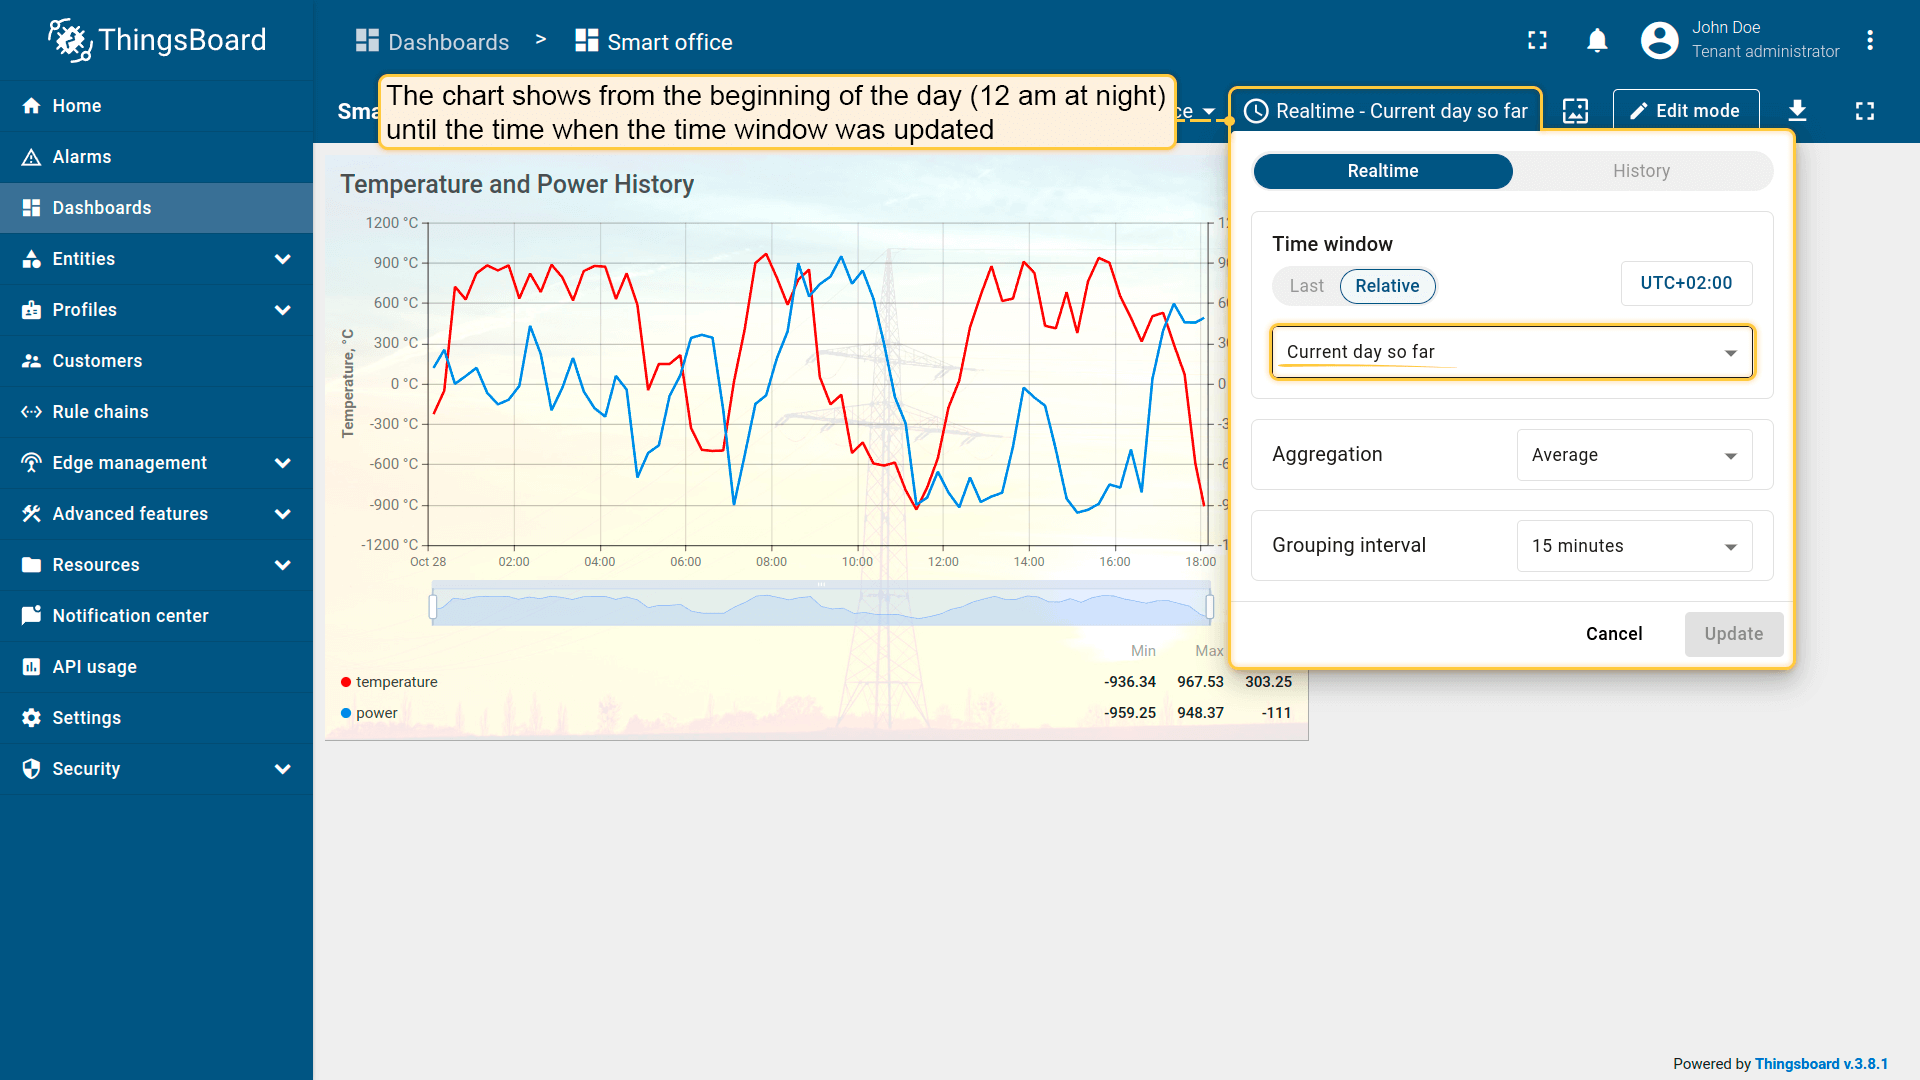 ThingsBoard
Dashboards > Smart office
John Doe
Tenant administrator
Home
Alarms
Dashboards
Entities
Profiles
Customers
Rule chains
Edge management
Advanced features
Resources
Notification center
API usage
Settings
Security
Sma
The chart shows from the beginning of the day (12 am at night)
until the time when the time window was updated
ce
Realtime - Current day so far
Edit mode
Temperature and Power History
Temperature, °C
1200 °C
900 °C
600 °C
300 °C
0 °C
-300 °C
-600 °C
-900 °C
-1200 °C
Oct 28 02:00 04:00 06:00 08:00 10:00 12:00 14:00 16:00 18:00
Min Max
temperature -936.34 967.53 303.25
power -959.25 948.37 -111
Realtime History
Time window
Last Relative UTC+02:00
Current day so far
Aggregation Average
Grouping interval 15 minutes
Cancel Update
Powered by Thingsboard v.3.8.1